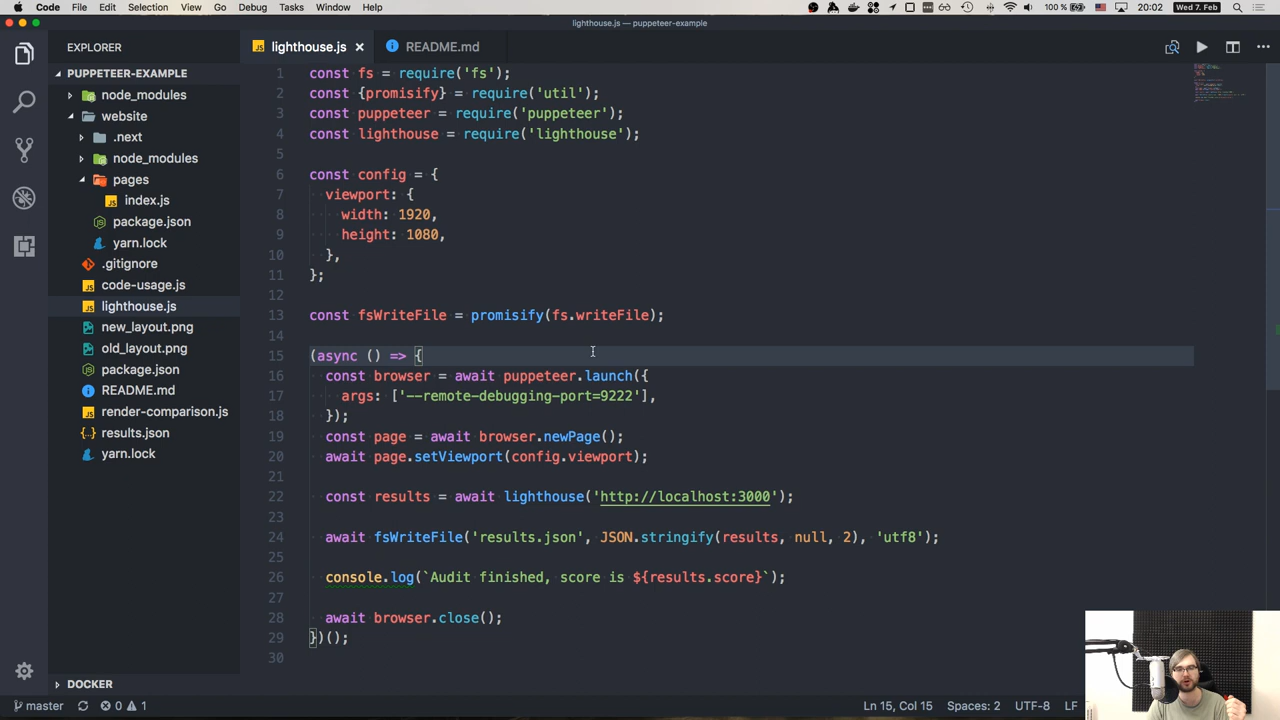 Code File Edit Selection View Go Debug Tasks Window Help 100 % 20:02 Wed 7. Feb
lighthouse.js — puppeteer-example
EXPLORER
PUPPETEER-EXAMPLE
node_modules
website
.next
node_modules
pages
index.js
package.json
yarn.lock
.gitignore
code-usage.js
lighthouse.js
new_layout.png
old_layout.png
package.json
README.md
render-comparison.js
results.json
yarn.lock
DOCKER
JS lighthouse.js × README.md
1 const fs = require('fs');
2 const {promisify} = require('util');
3 const puppeteer = require('puppeteer');
4 const lighthouse = require('lighthouse');
5
6 const config = {
7 viewport: {
8 width: 1920,
9 height: 1080,
10 },
11 };
12
13 const fsWriteFile = promisify(fs.writeFile);
14
15 (async () => {
16 const browser = await puppeteer.launch({
17 args: ['--remote-debugging-port=9222'],
18 });
19 const page = await browser.newPage();
20 await page.setViewport(config.viewport);
21
22 const results = await lighthouse('http://localhost:3000');
23
24 await fsWriteFile('results.json', JSON.stringify(results, null, 2), 'utf8');
25
26 console.log(`Audit finished, score is ${results.score}`);
27
28 await browser.close();
29 })();
30
master 0 1 Ln 15, Col 15 Spaces: 2 UTF-8 LF